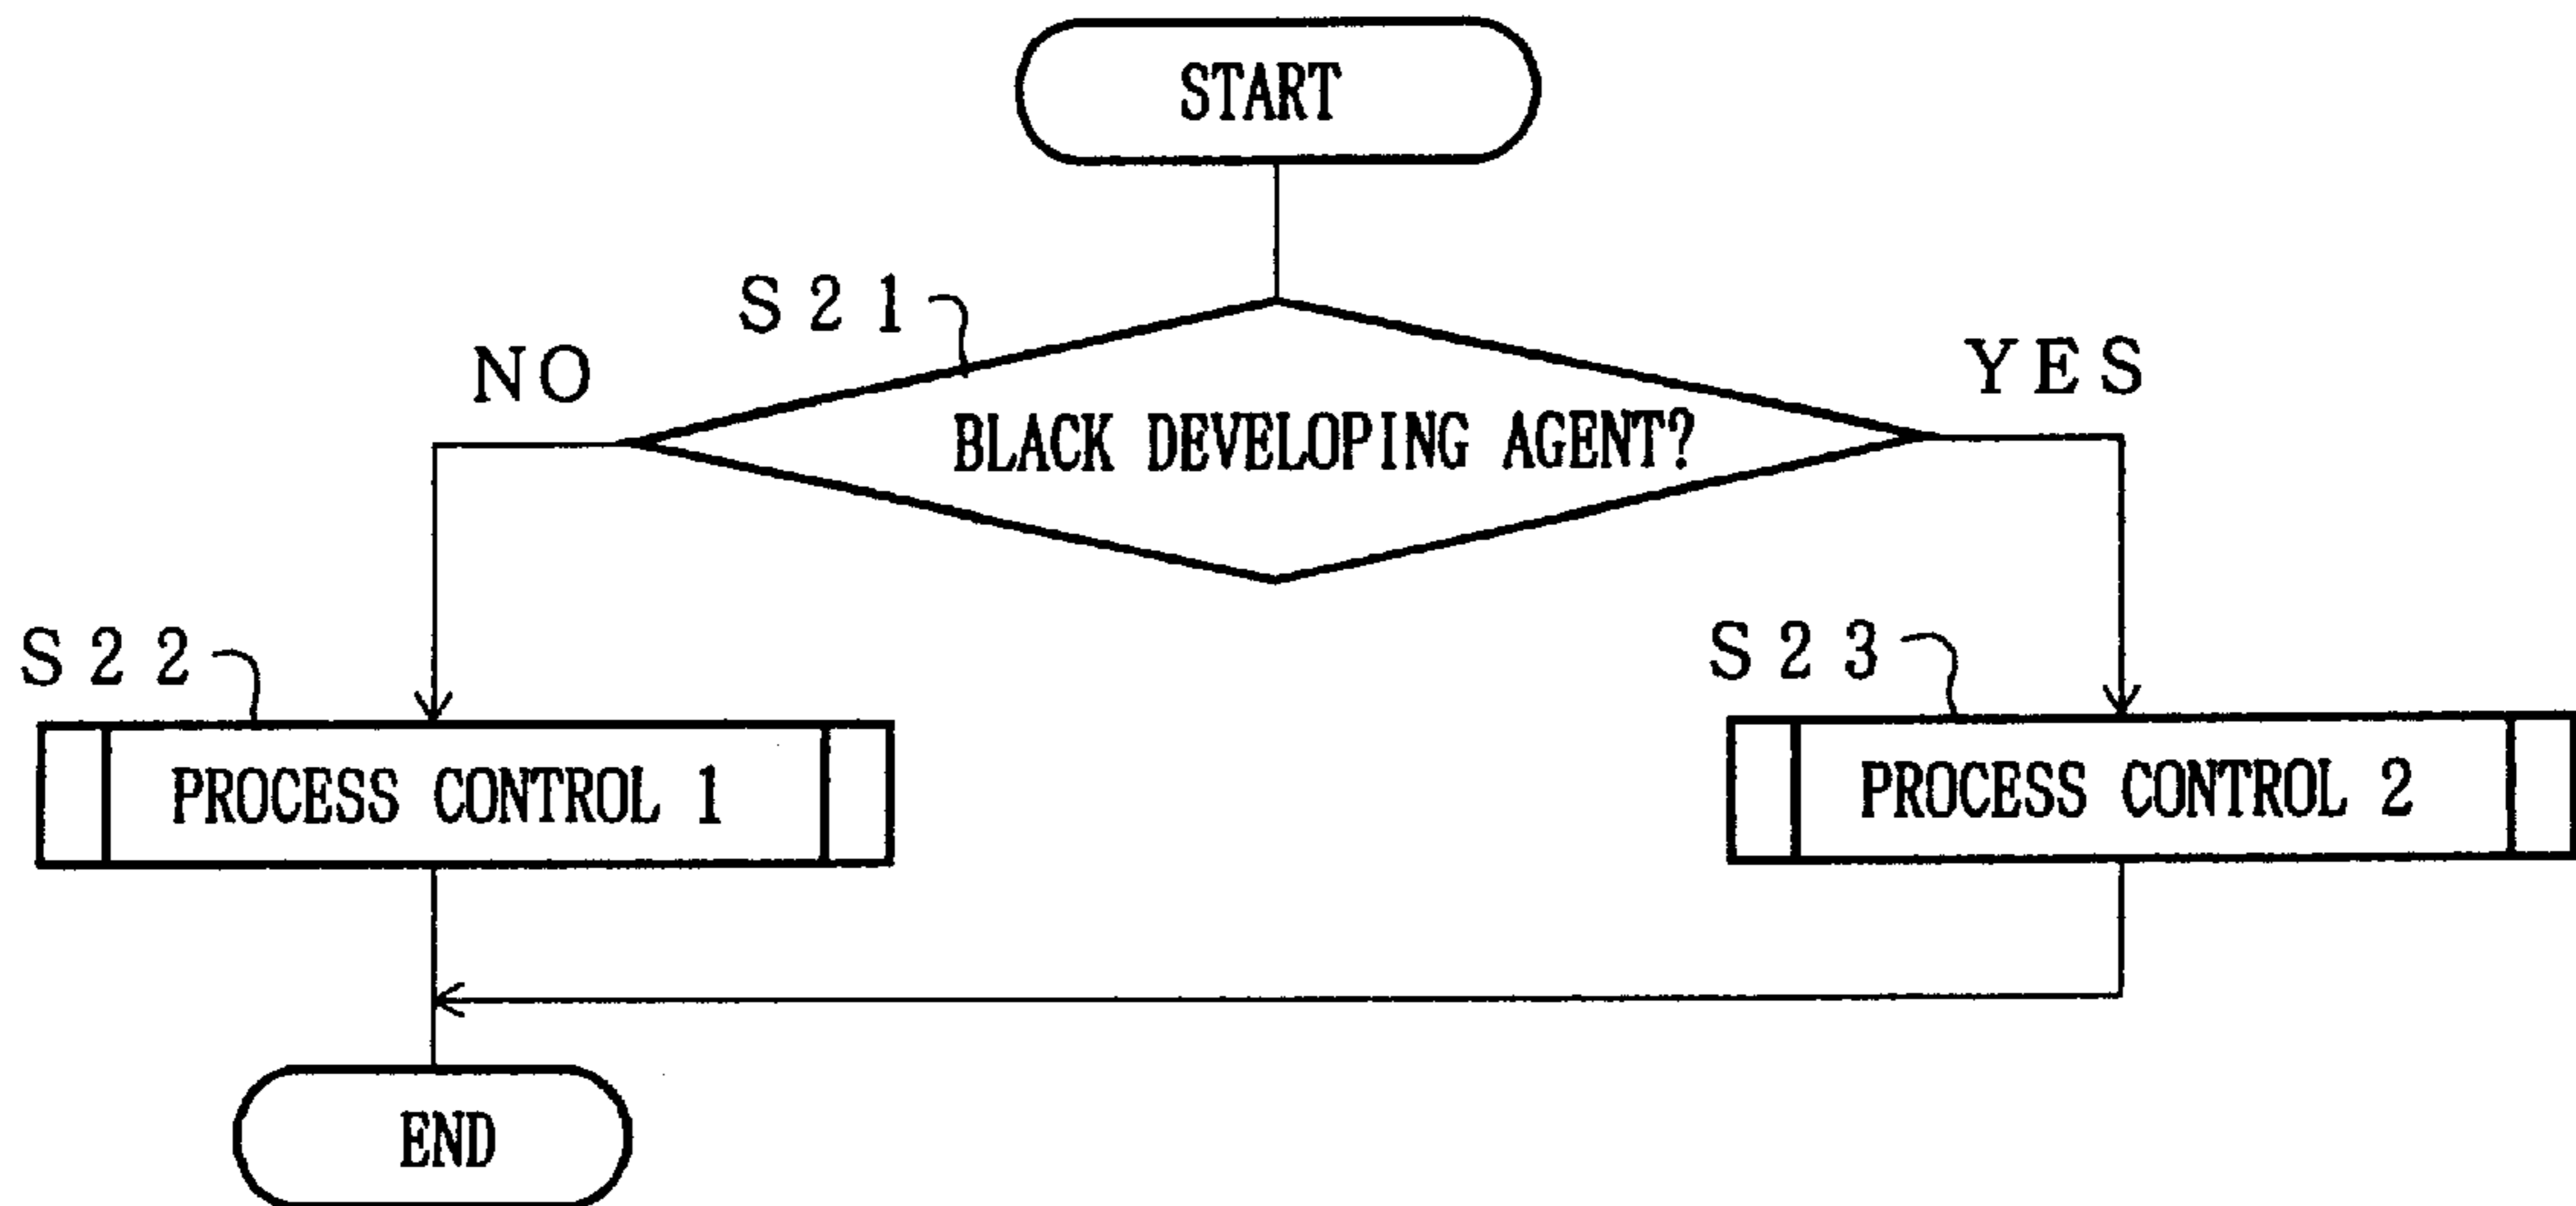 START
S21
NO
YES
BLACK DEVELOPING AGENT?
S22
S23
PROCESS CONTROL 1
PROCESS CONTROL 2
END